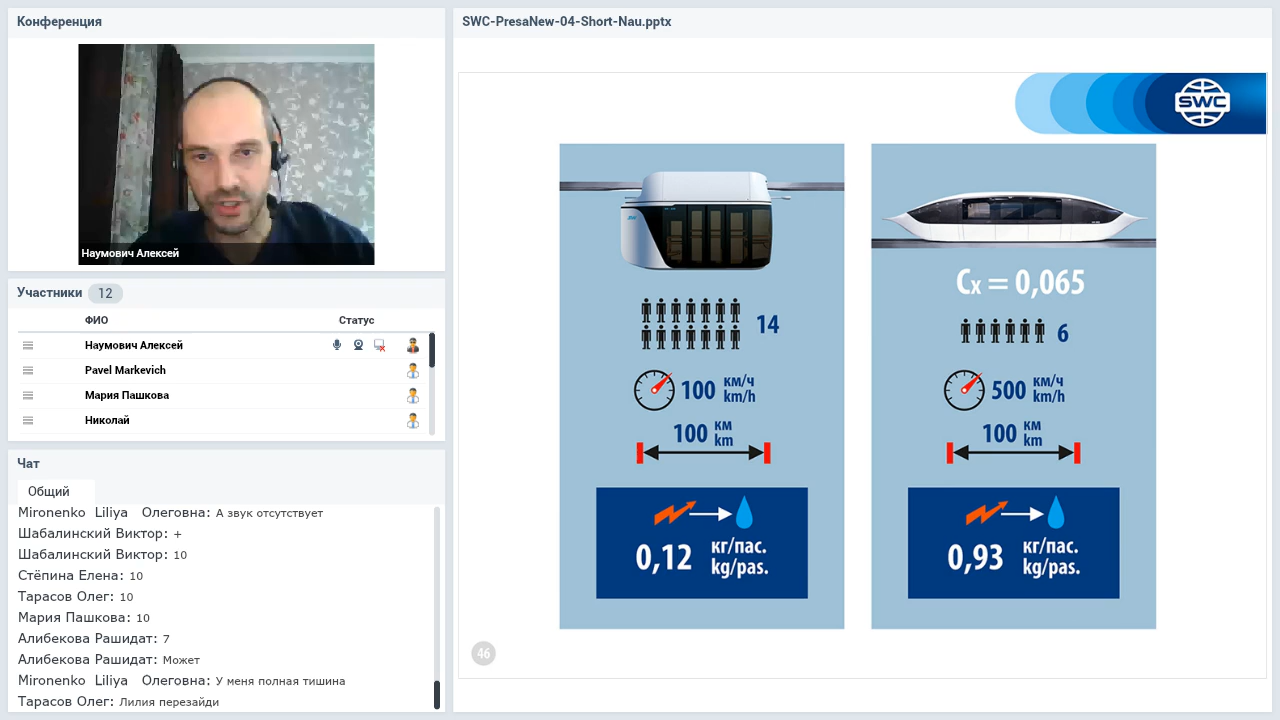 Конференция
Наумович Алексей
Участники 12
ФИО Статус
Наумович Алексей
Pavel Markevich
Мария Пашкова
Николай
Чат
Общий
Mironenko Liliya Олеговна: А звук отсутствует
Шабалинский Виктор: +
Шабалинский Виктор: 10
Стёпина Елена: 10
Тарасов Олег: 10
Мария Пашкова: 10
Алибекова Рашидат: 7
Алибекова Рашидат: Может
Mironenko Liliya Олеговна: У меня полная тишина
Тарасов Олег: Лилия перезайди
SWC-PresaNew-04-Short-Nau.pptx
SWC
14
100 км/ч km/h
100 км km
0,12 кг/пас. kg/pas.
Cx = 0,065
6
500 км/ч km/h
100 км km
0,93 кг/пас. kg/pas.
46